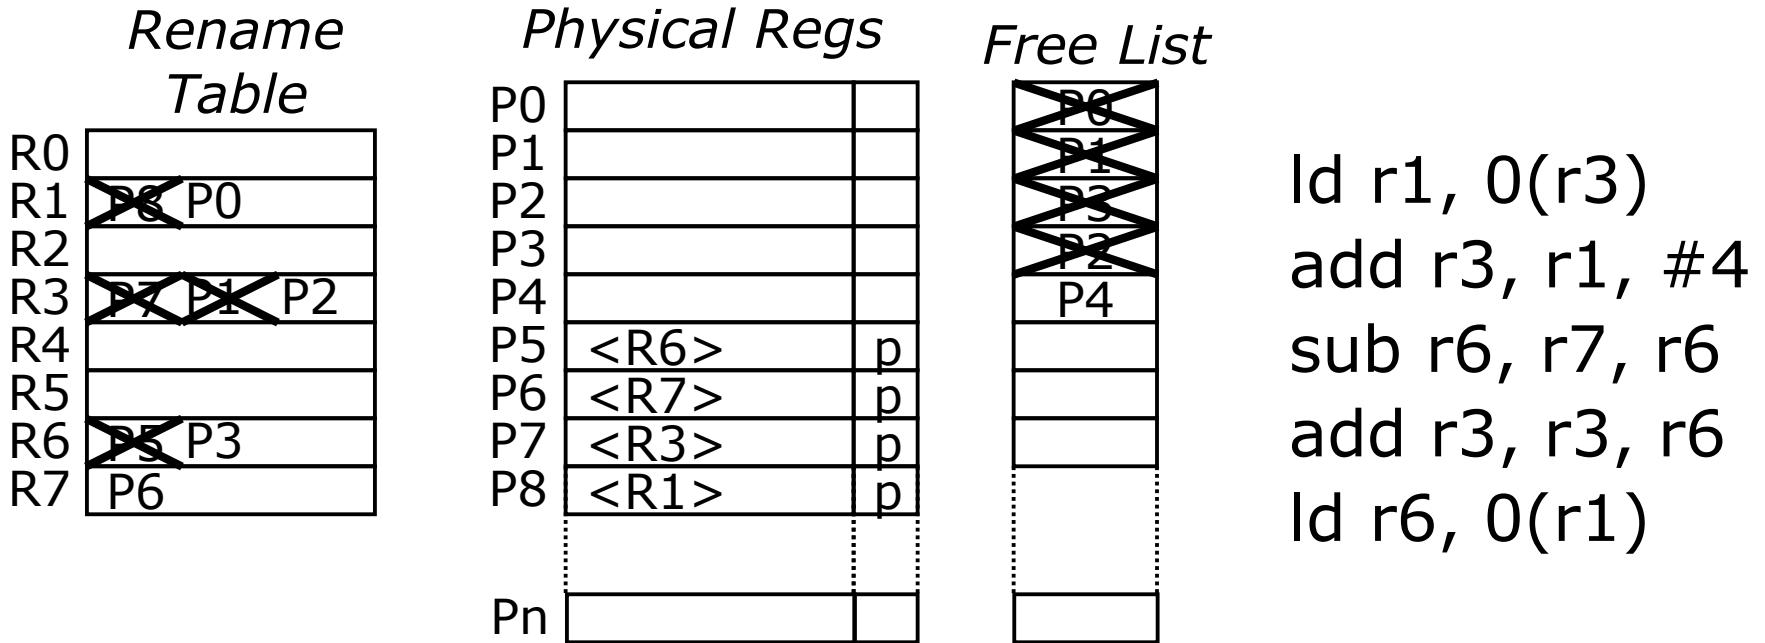 Rename
Table
R0
R1 P8 P0
R2
R3 P7 P1 P2
R4
R5
R6 P5 P3
R7 P6
Physical Regs
P0
P1
P2
P3
P4
P5 <R6> p
P6 <R7> p
P7 <R3> p
P8 <R1> p
Pn
Free List
P0
P1
P3
P2
P4
ld r1, 0(r3)
add r3, r1, #4
sub r6, r7, r6
add r3, r3, r6
ld r6, 0(r1)